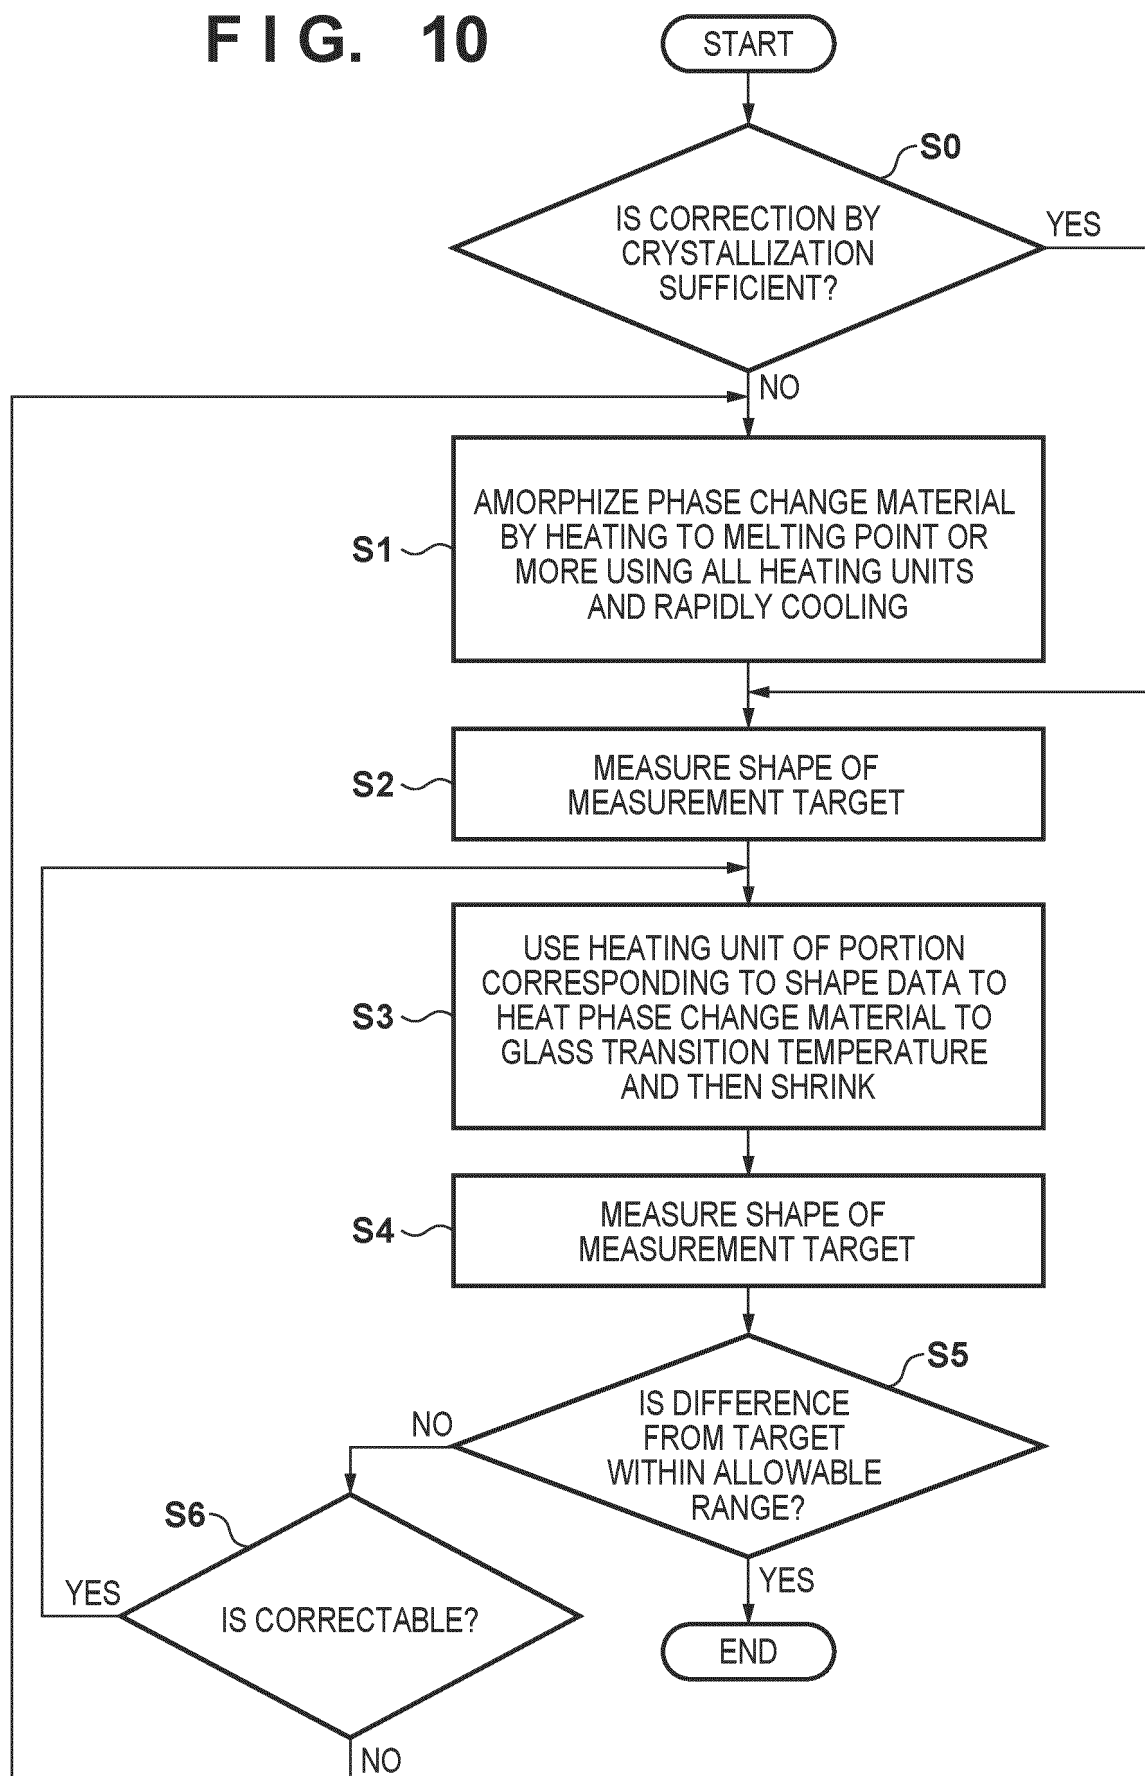 FIG. 10
START
S0
IS CORRECTION BY
CRYSTALLIZATION
SUFFICIENT?
YES
NO
S1
AMORPHIZE PHASE CHANGE MATERIAL
BY HEATING TO MELTING POINT OR
MORE USING ALL HEATING UNITS
AND RAPIDLY COOLING
S2
MEASURE SHAPE OF
MEASUREMENT TARGET
S3
USE HEATING UNIT OF PORTION
CORRESPONDING TO SHAPE DATA TO
HEAT PHASE CHANGE MATERIAL TO
GLASS TRANSITION TEMPERATURE
AND THEN SHRINK
S4
MEASURE SHAPE OF
MEASUREMENT TARGET
S5
IS DIFFERENCE
FROM TARGET
WITHIN ALLOWABLE
RANGE?
NO
YES
S6
IS CORRECTABLE?
YES
NO
END